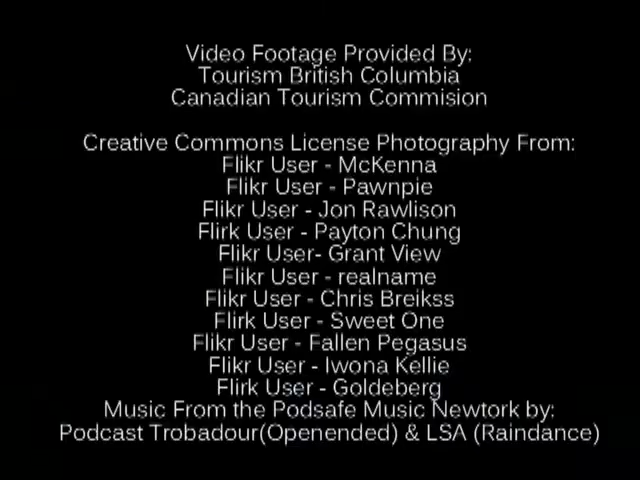 Video Footage Provided By:
Tourism British Columbia
Canadian Tourism Commision
Creative Commons License Photography From:
Flikr User - McKenna
Flikr User - Pawnpie
Flikr User - Jon Rawlison
Flirk User - Payton Chung
Flikr User- Grant View
Flikr User - realname
Flikr User - Chris Breikss
Flirk User - Sweet One
Flikr User - Fallen Pegasus
Flikr User - Iwona Kellie
Flirk User - Goldeberg
Music From the Podsafe Music Newtork by:
Podcast Trobadour(Openended) & LSA (Raindance)